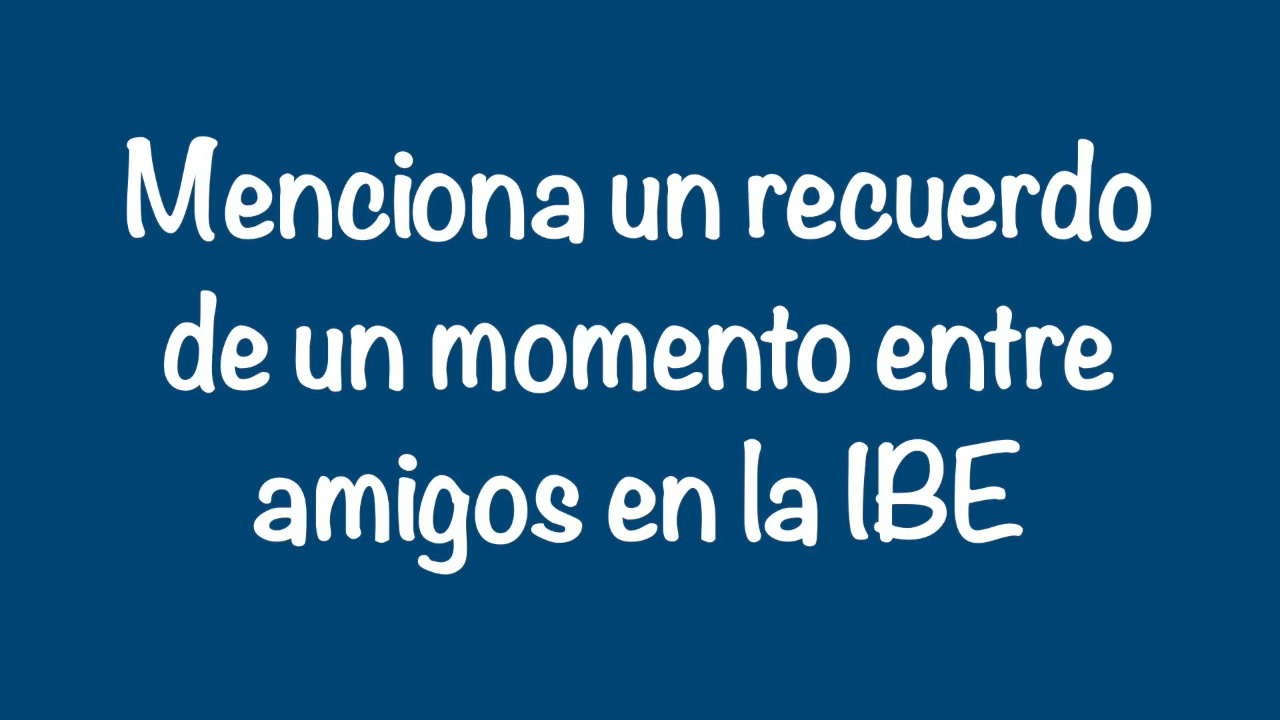 Menciona un recuerdo
de un momento entre
amigos en la IBE